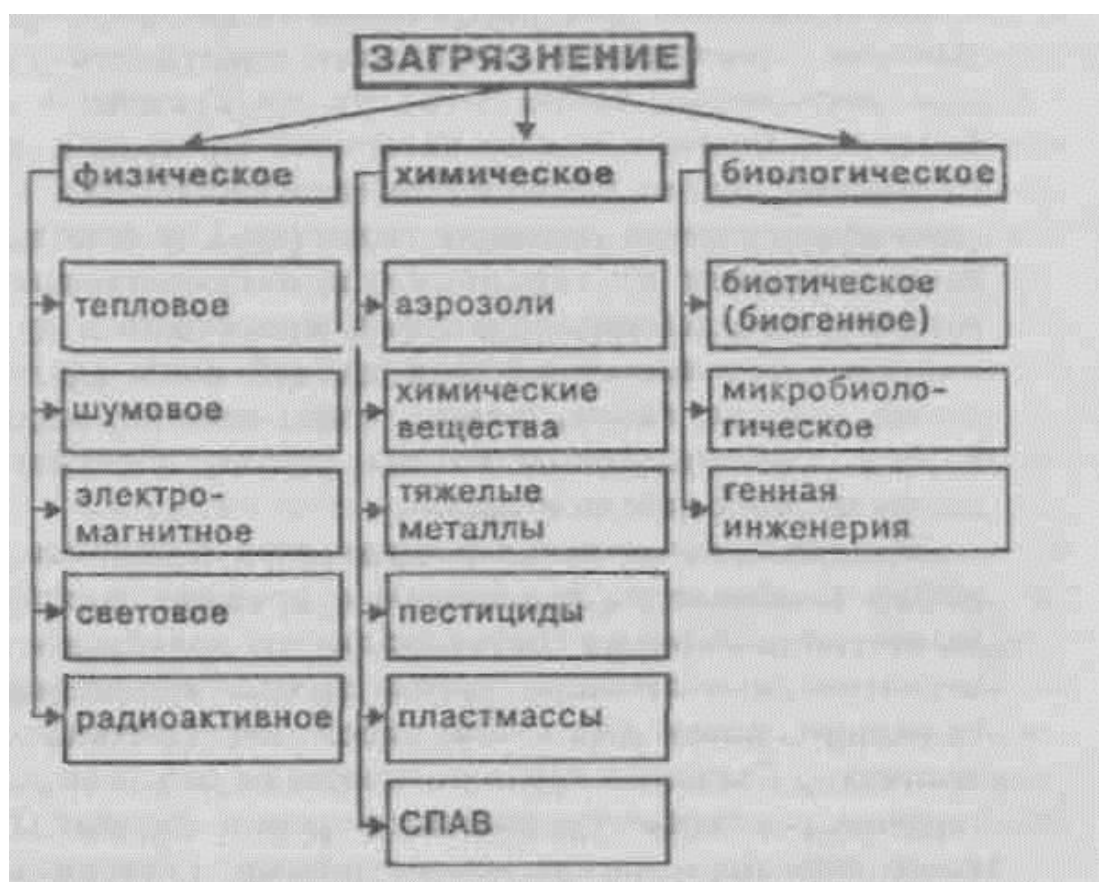 ЗАГРЯЗНЕНИЕ
физическое
химическое
биологическое
тепловое
шумовое
электро-
магнитное
световое
радиоактивное
аэрозоли
химические
вещества
тяжелые
металлы
пестициды
пластмассы
СПАВ
биотическое
(биогенное)
микробиоло-
гическое
генная
инженерия